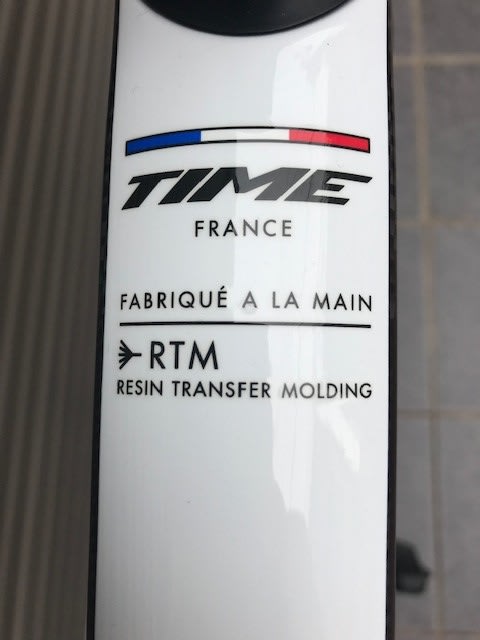 TIME
FRANCE
FABRIQUÉ A LA MAIN
RTM
RESIN TRANSFER MOLDING